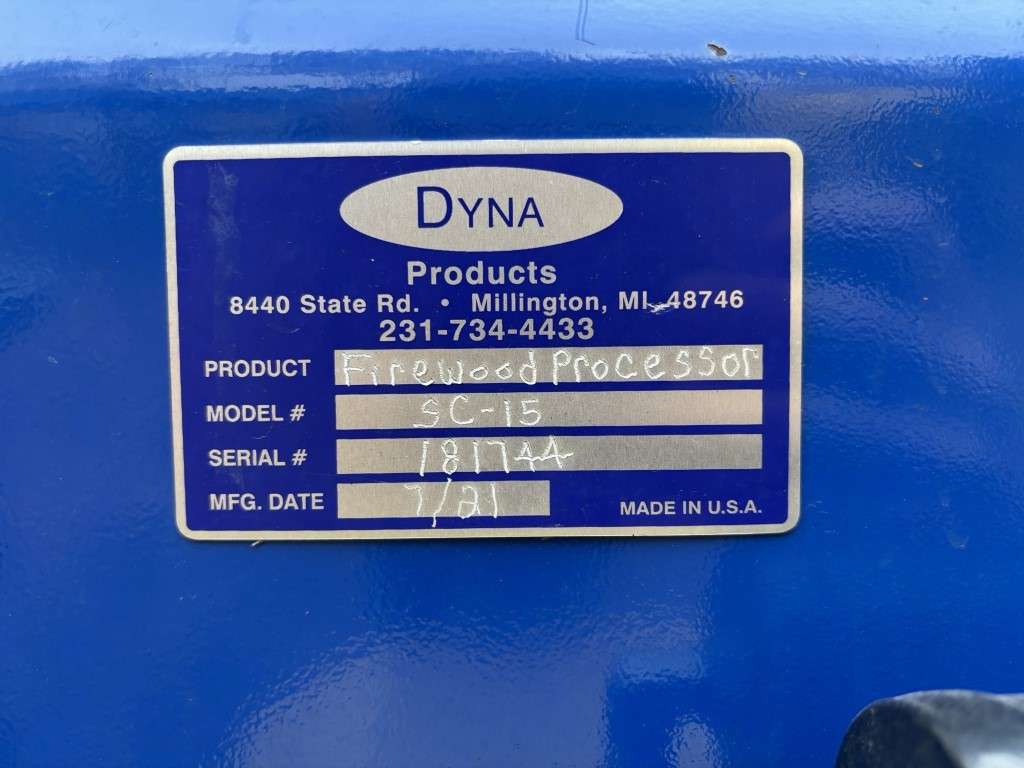 DYNA
Products
8440 State Rd. • Millington, MI 48746
231-734-4433
PRODUCT Firewood Processor
MODEL # SC-15
SERIAL # 181744
MFG. DATE 7/21 MADE IN U.S.A.